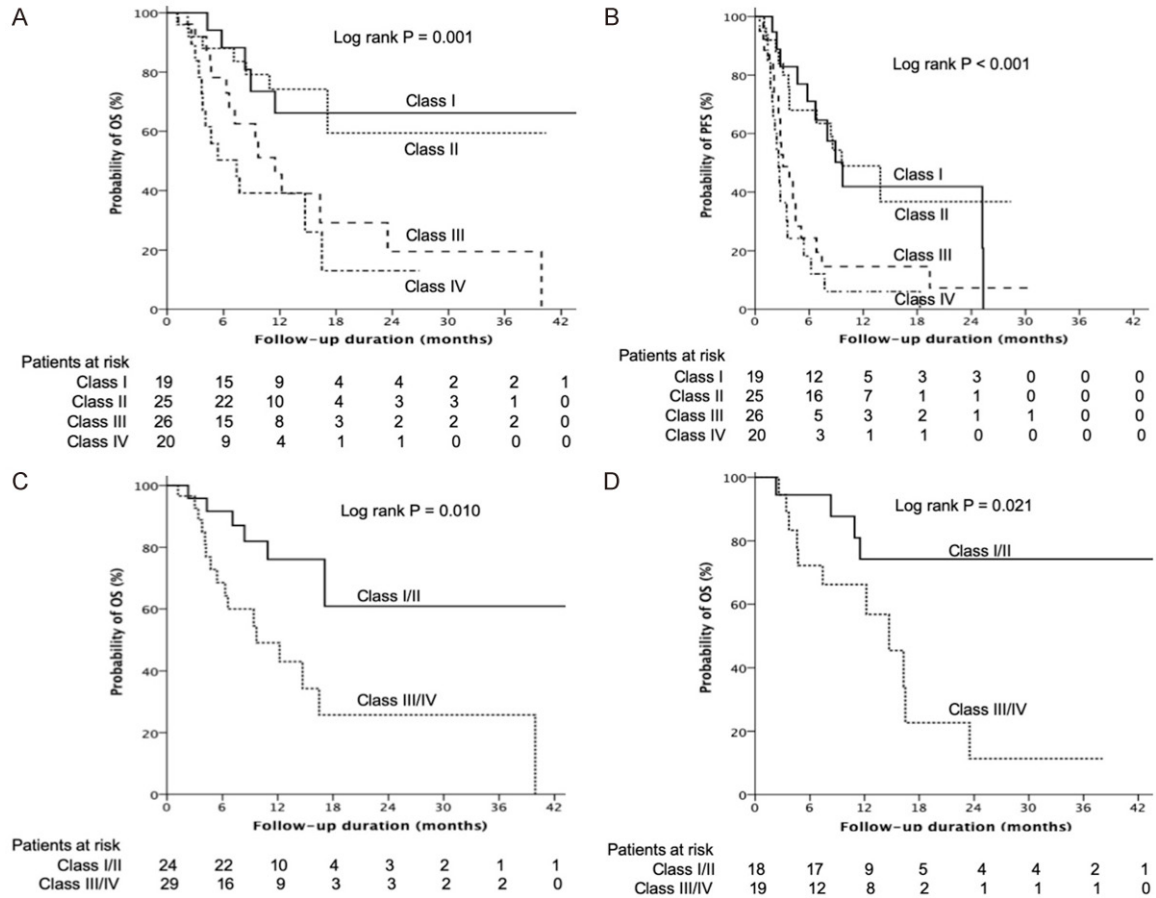 A
Probability of OS (%)
100
80
60
40
20
0
Log rank P = 0.001
Class I
Class II
Class III
Class IV
0 6 12 18 24 30 36 42
Follow-up duration (months)
Patients at risk
Class I 19 15 9 4 4 2 2 1
Class II 25 22 10 4 3 3 1 0
Class III 26 15 8 3 2 2 2 0
Class IV 20 9 4 1 1 0 0 0
B
Probability of PFS (%)
100
80
60
40
20
0
Log rank P < 0.001
Class I
Class II
Class III
Class IV
0 6 12 18 24 30 36 42
Follow-up duration (months)
Patients at risk
Class I 19 12 5 3 3 0 0 0
Class II 25 16 7 1 1 0 0 0
Class III 26 5 3 2 1 1 0 0
Class IV 20 3 1 1 0 0 0 0
C
Probability of OS (%)
100
80
60
40
20
0
Log rank P = 0.010
Class I/II
Class III/IV
0 6 12 18 24 30 36 42
Follow-up duration (months)
Patients at risk
Class I/II 24 22 10 4 3 2 1 1
Class III/IV 29 16 9 3 3 2 2 0
D
Probability of OS (%)
100
80
60
40
20
0
Log rank P = 0.021
Class I/II
Class III/IV
0 6 12 18 24 30 36 42
Follow-up duration (months)
Patients at risk
Class I/II 18 17 9 5 4 4 2 1
Class III/IV 19 12 8 2 1 1 1 0